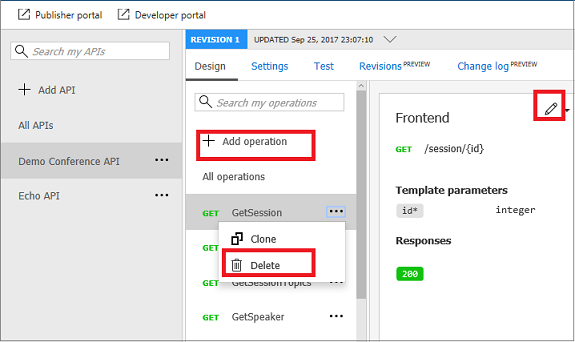 Publisher portal Developer portal
Search my APIs
Add API
All APIs
Demo Conference API ...
Echo API ...
REVISION 1 UPDATED Sep 25, 2017 23:07:10
Design Settings Test Revisions PREVIEW Change log PREVIEW
Search my operations
Add operation
All operations
GET GetSession ...
Clone
GET
Delete
GET GetSessionTopics ...
GET GetSpeaker ...
Frontend
GET /session/{id}
Template parameters
id* integer
Responses
200